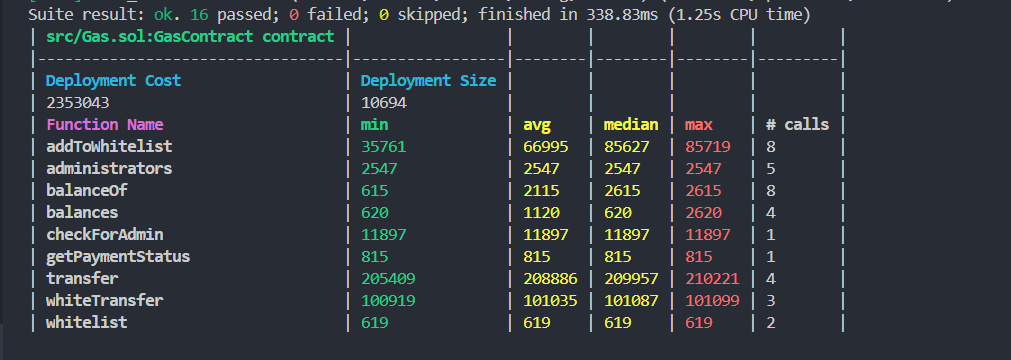 Suite result: ok. 16 passed; 0 failed; 0 skipped; finished in 338.83ms (1.25s CPU time)
| src/Gas.sol:GasContract contract |                 |        |        |        |         |
|----------------------------------|-----------------|--------|--------|--------|---------|
| Deployment Cost                  | Deployment Size |        |        |        |         |
| 2353043                          | 10694           |        |        |        |         |
| Function Name                    | min             | avg    | median | max    | # calls |
| addToWhitelist                   | 35761           | 66995  | 85627  | 85719  | 8       |
| administrators                   | 2547            | 2547   | 2547   | 2547   | 5       |
| balanceOf                        | 615             | 2115   | 2615   | 2615   | 8       |
| balances                         | 620             | 1120   | 620    | 2620   | 4       |
| checkForAdmin                    | 11897           | 11897  | 11897  | 11897  | 1       |
| getPaymentStatus                 | 815             | 815    | 815    | 815    | 1       |
| transfer                         | 205409          | 208886 | 209957 | 210221 | 4       |
| whiteTransfer                    | 100919          | 101035 | 101087 | 101099 | 3       |
| whitelist                        | 619             | 619    | 619    | 619    | 2       |